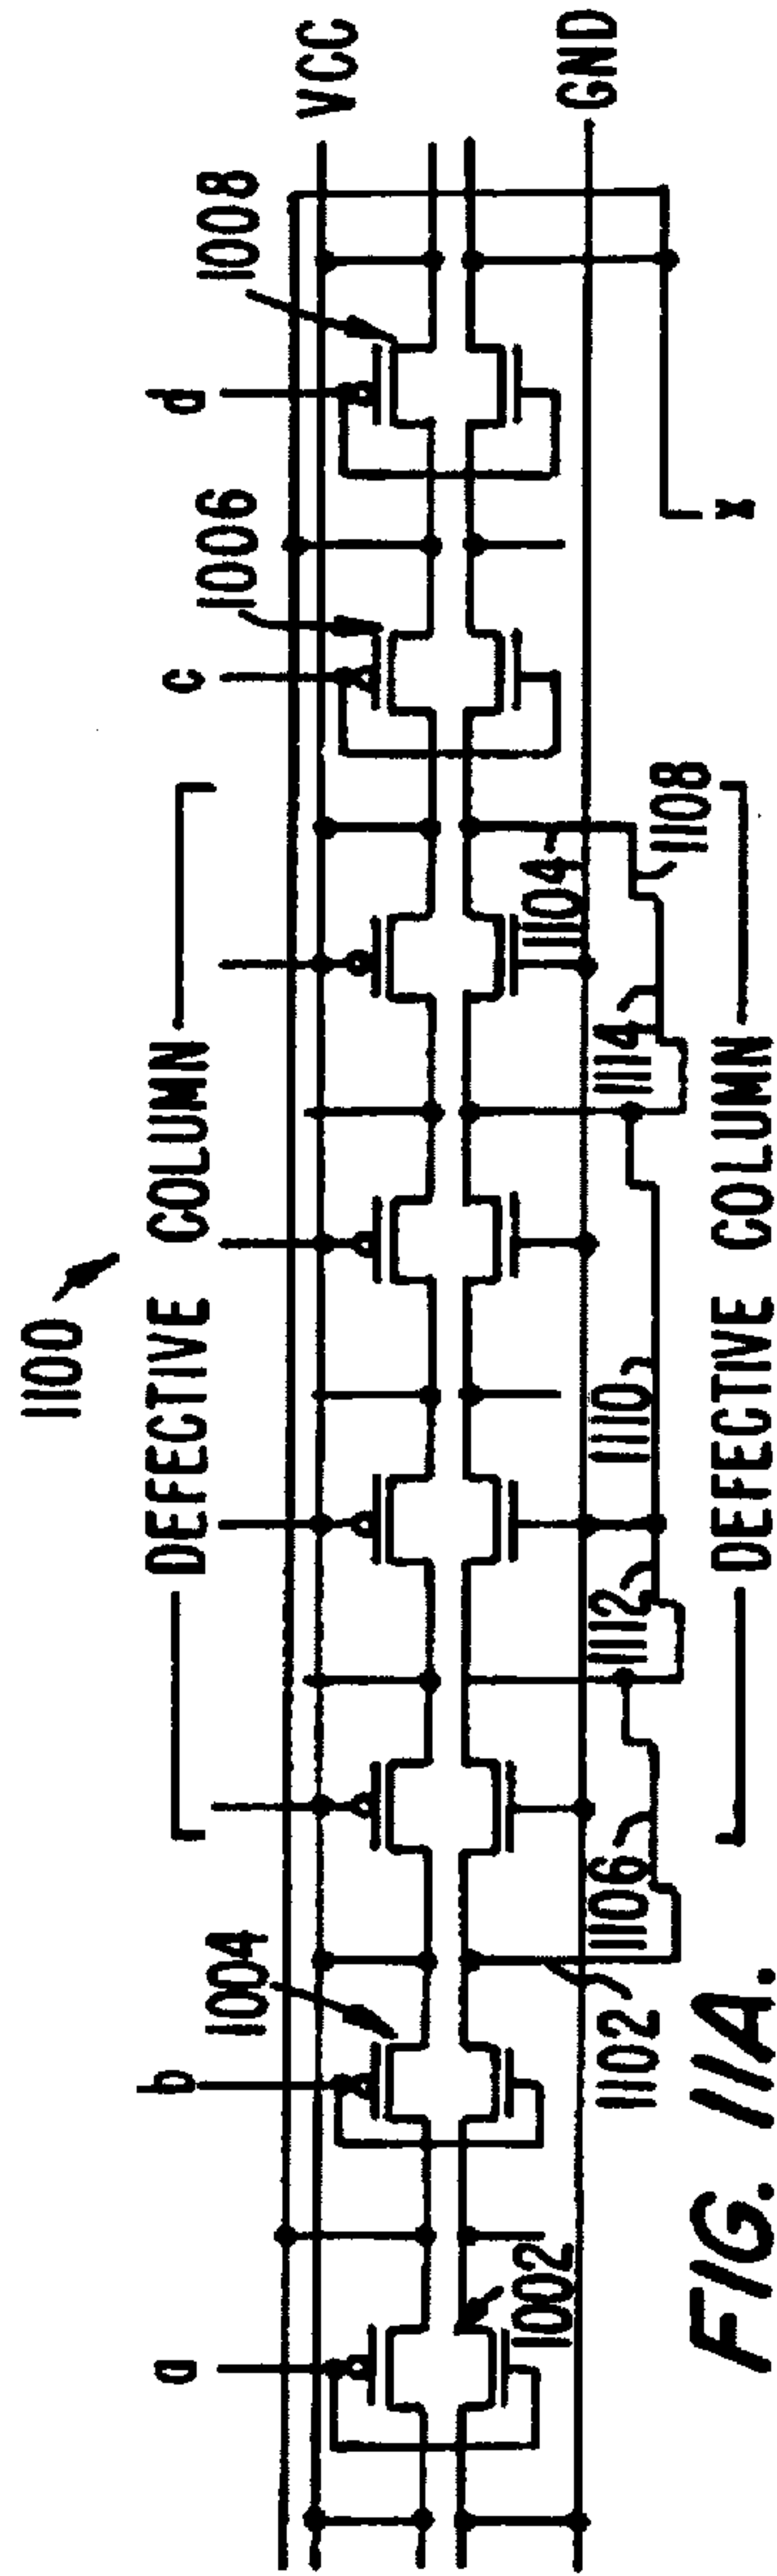 1100
DEFECTIVE COLUMN
a
b
c
d
1004
1006
1008
VCC
GND
1002
1102
1106
1112
1110
1114
1104
1108
x
DEFECTIVE COLUMN
FIG. 11A.